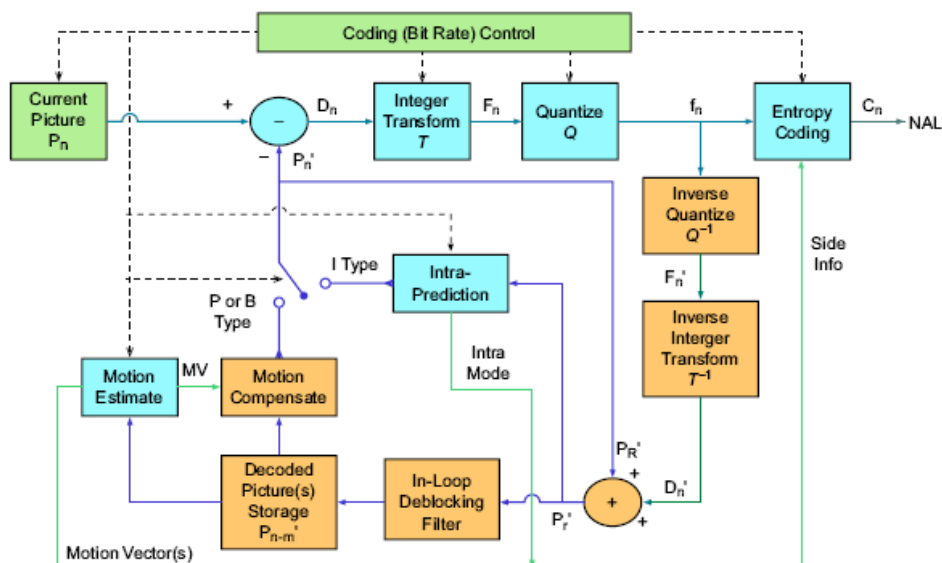 Coding (Bit Rate) Control
Current
Picture
Pn
+
−
Dn
Integer
Transform
T
Fn
Quantize
Q
fn
Entropy
Coding
Cn
NAL
−
Pn'
Inverse
Quantize
Q−1
Side
Info
Fn'
I Type
Intra-
Prediction
P or B
Type
Inverse
Interger
Transform
T−1
Intra
Mode
Motion
Estimate
MV
Motion
Compensate
PR'
Dn'
+
+
+
Pr'
In-Loop
Deblocking
Filter
Decoded
Picture(s)
Storage
Pn-m'
Motion Vector(s)